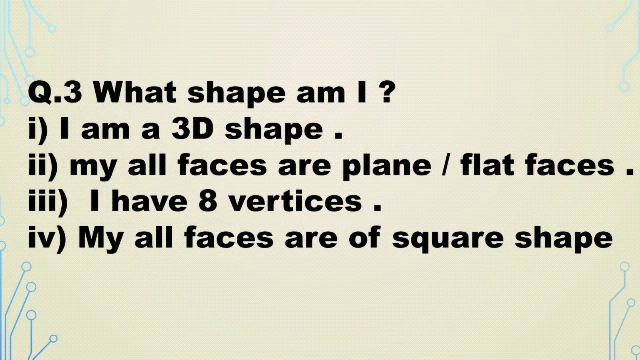 Q.3 What shape am I ?
i) I am a 3D shape .
ii) my all faces are plane / flat faces .
iii) I have 8 vertices .
iv) My all faces are of square shape